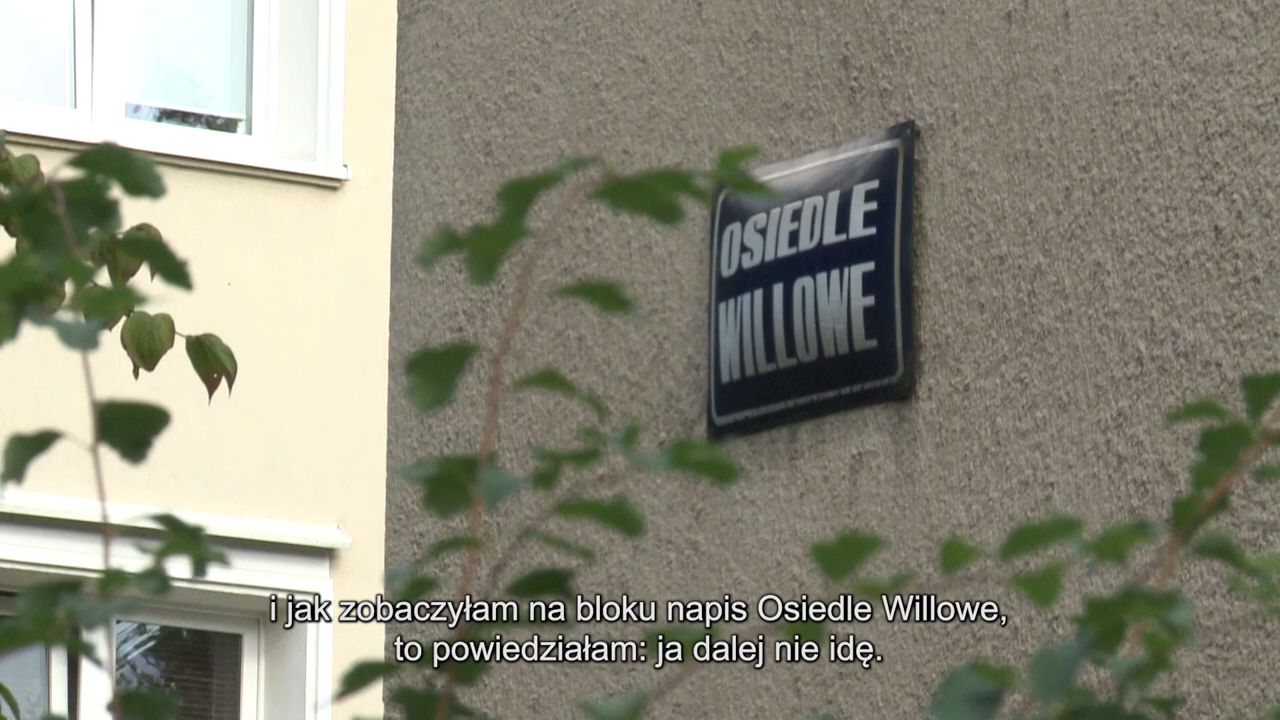 OSIEDLE
WILLOWE
i jak zobaczyłam na bloku napis Osiedle Willowe,
to powiedziałam: ja dalej nie idę.